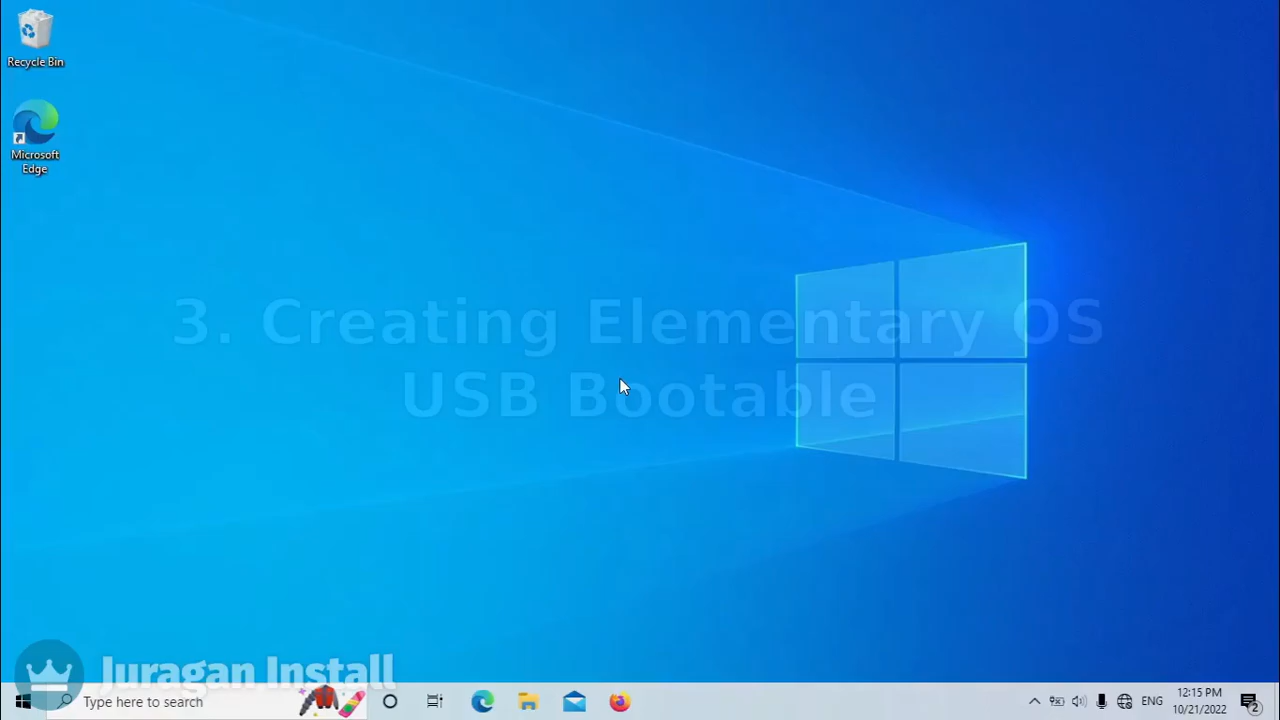 Recycle Bin
Microsoft
Edge
3. Creating Elementary OS
USB Bootable
Juragan Install
Type here to search
ENG
12:15 PM
10/21/2022
2